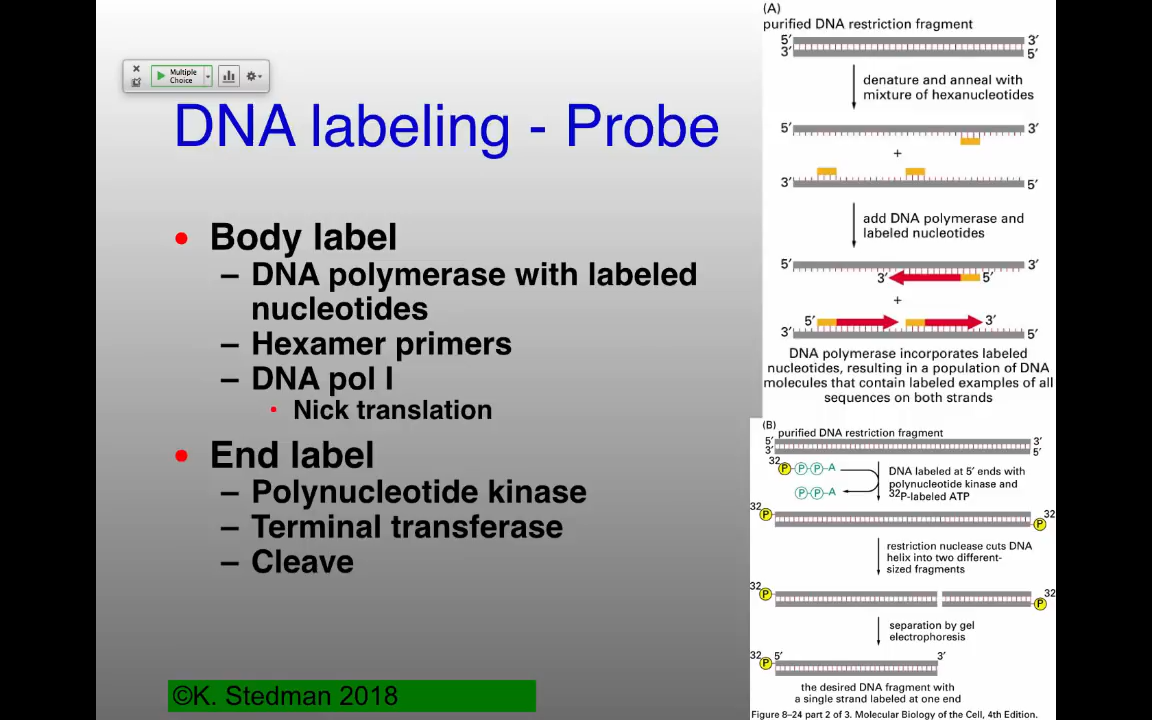 Multiple
Choice
DNA labeling - Probe
• Body label
– DNA polymerase with labeled
nucleotides
– Hexamer primers
– DNA pol I
• Nick translation
• End label
– Polynucleotide kinase
– Terminal transferase
– Cleave
©K. Stedman 2018
(A)
purified DNA restriction fragment
5′ 3′
3′ 5′
denature and anneal with
mixture of hexanucleotides
5′ 3′
+
3′ 5′
add DNA polymerase and
labeled nucleotides
5′ 3′
3′ 5′
+
5′ 3′
3′ 5′
DNA polymerase incorporates labeled
nucleotides, resulting in a population of DNA
molecules that contain labeled examples of all
sequences on both strands
(B)
purified DNA restriction fragment
5′ 3′
3′ 5′
32
P–P–P–A
DNA labeled at 5′ ends with
polynucleotide kinase and
32P-labeled ATP
P–P–A
32 P
P 32
restriction nuclease cuts DNA
helix into two different-
sized fragments
32 P
P 32
separation by gel
electrophoresis
32 P 5′ 3′
the desired DNA fragment with
a single strand labeled at one end
Figure 8–24 part 2 of 3. Molecular Biology of the Cell, 4th Edition.